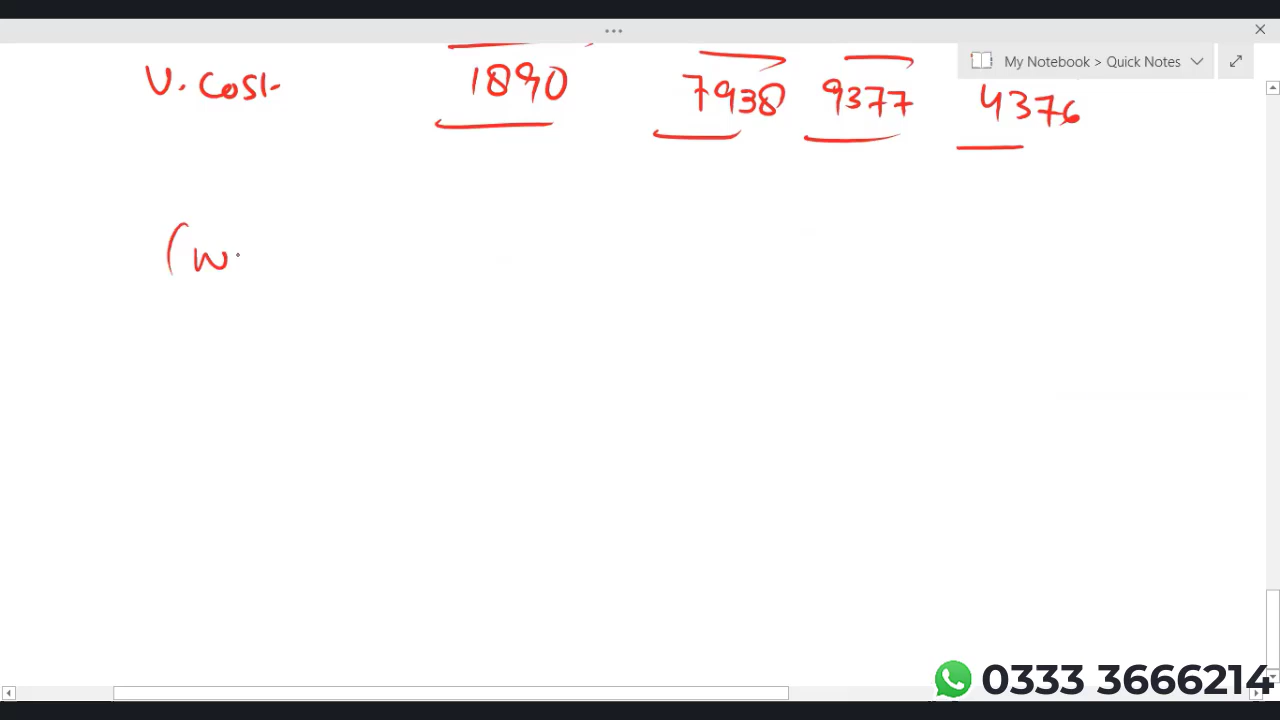 ...
My Notebook > Quick Notes
V. Cost 1890 7938 9377 4376
(W.
0333 3666214